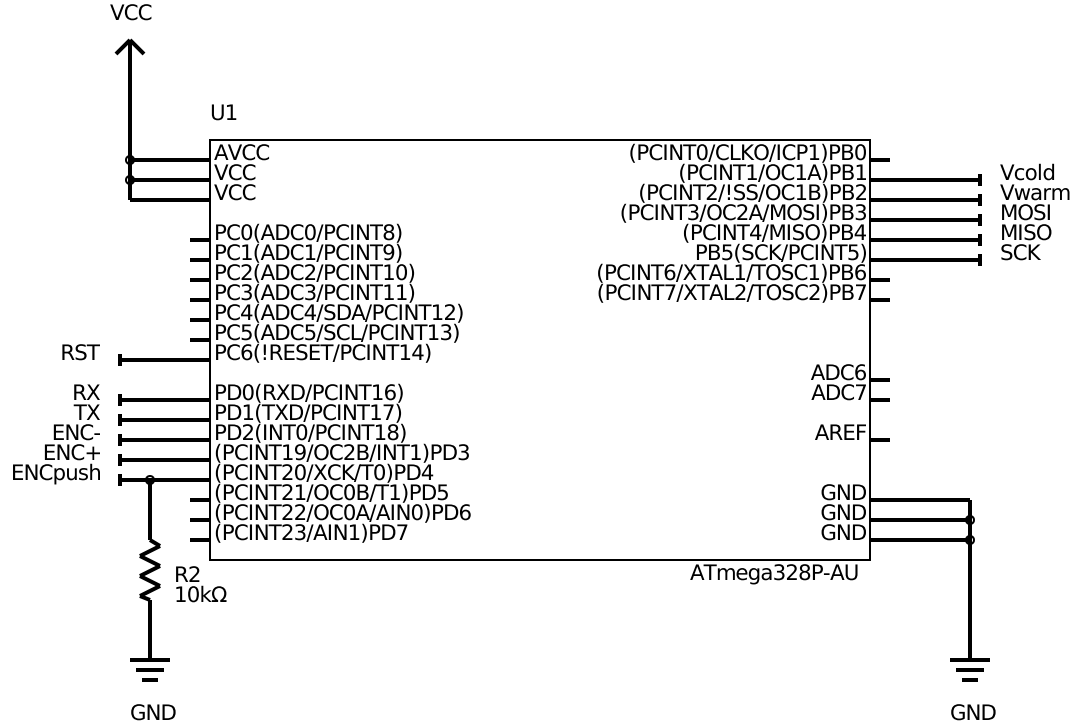 VCC
U1
AVCC
VCC
VCC
PC0(ADC0/PCINT8)
PC1(ADC1/PCINT9)
PC2(ADC2/PCINT10)
PC3(ADC3/PCINT11)
PC4(ADC4/SDA/PCINT12)
PC5(ADC5/SCL/PCINT13)
RST
PC6(!RESET/PCINT14)
RX
PD0(RXD/PCINT16)
TX
PD1(TXD/PCINT17)
ENC-
PD2(INT0/PCINT18)
ENC+
(PCINT19/OC2B/INT1)PD3
ENCpush
(PCINT20/XCK/T0)PD4
(PCINT21/OC0B/T1)PD5
(PCINT22/OC0A/AIN0)PD6
(PCINT23/AIN1)PD7
(PCINT0/CLKO/ICP1)PB0
(PCINT1/OC1A)PB1
Vcold
(PCINT2/!SS/OC1B)PB2
Vwarm
(PCINT3/OC2A/MOSI)PB3
MOSI
(PCINT4/MISO)PB4
MISO
PB5(SCK/PCINT5)
SCK
(PCINT6/XTAL1/TOSC1)PB6
(PCINT7/XTAL2/TOSC2)PB7
ADC6
ADC7
AREF
GND
GND
GND
ATmega328P-AU
R2
10kΩ
GND
GND